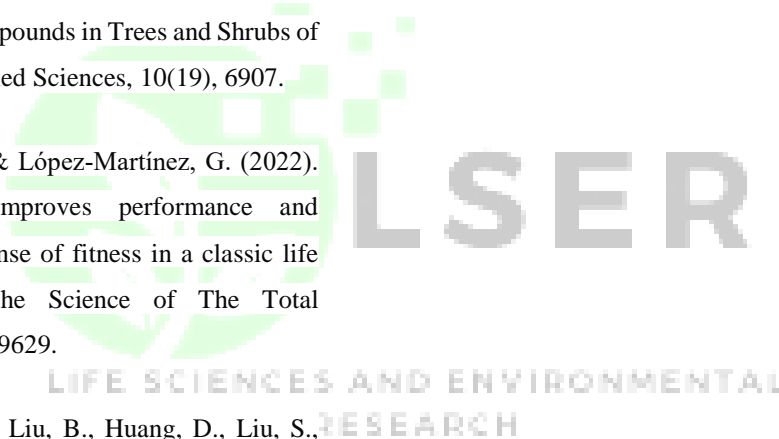 pounds in Trees and Shrubs of
ed Sciences, 10(19), 6907.
& López-Martínez, G. (2022).
improves performance and
nse of fitness in a classic life
he Science of The Total
9629.
Liu, B., Huang, D., Liu, S.,
LSER
LIFE SCIENCES AND ENVIRONMENTAL
RESEARCH